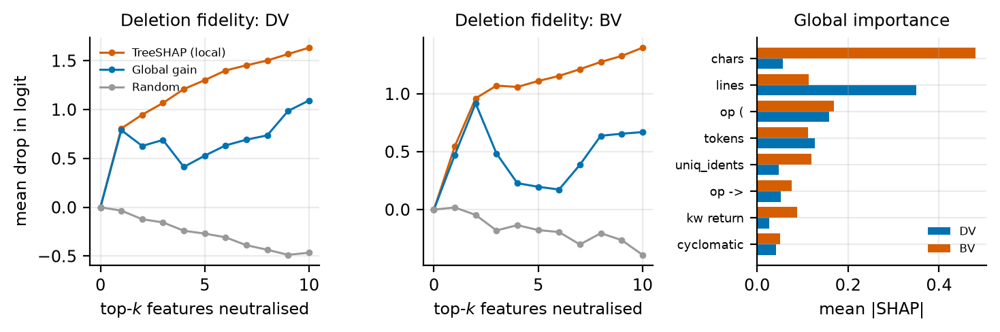 Deletion fidelity: DV
mean drop in logit
1.5
1.0
0.5
0.0
−0.5
TreeSHAP (local)
Global gain
Random
0
5
10
top-k features neutralised
Deletion fidelity: BV
1.0
0.5
0.0
0
5
10
top-k features neutralised
Global importance
chars
lines
op (
tokens
uniq_idents
op ->
kw return
cyclomatic
DV
BV
0.0
0.2
0.4
mean |SHAP|